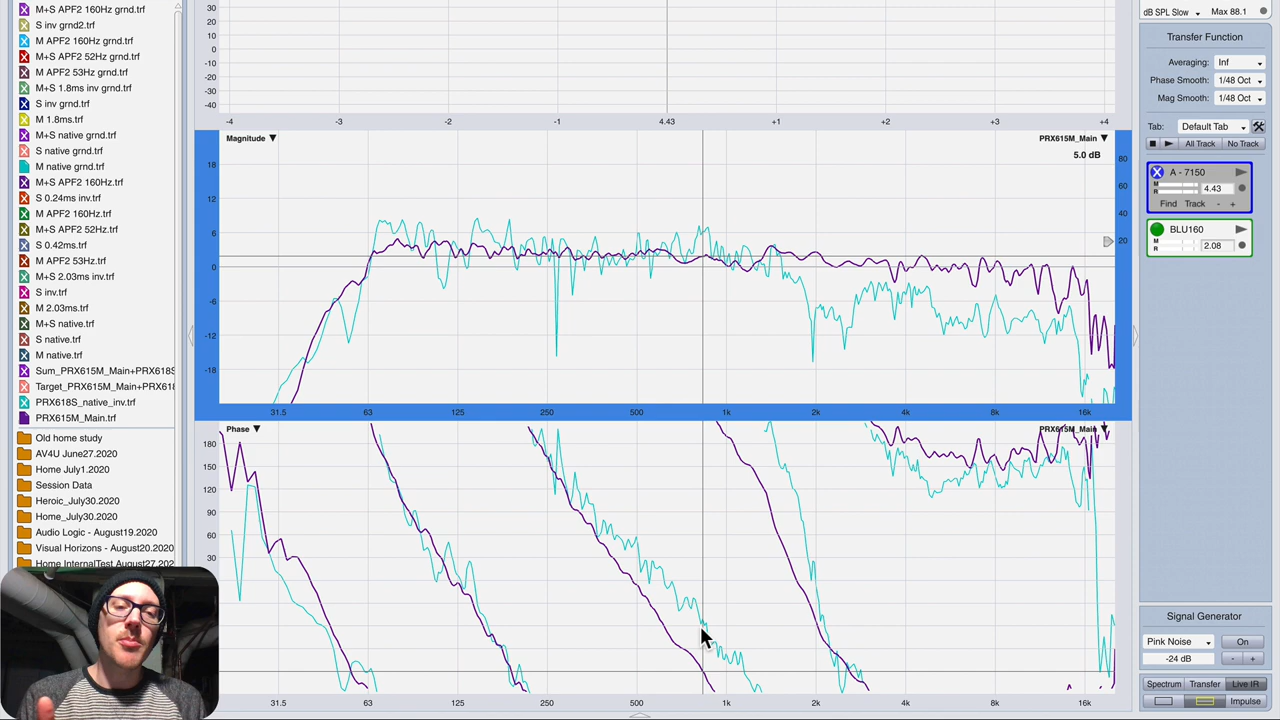 M+S APF2 160Hz grnd.trf
S inv grnd2.trf
M APF2 160Hz grnd.trf
M+S APF2 52Hz grnd.trf
M APF2 53Hz grnd.trf
M+S 1.8ms inv grnd.trf
S inv grnd.trf
M 1.8ms.trf
M+S native grnd.trf
S native grnd.trf
M native grnd.trf
M+S APF2 160Hz.trf
S 0.24ms inv.trf
M APF2 160Hz.trf
M+S APF2 52Hz.trf
S 0.42ms.trf
M APF2 53Hz.trf
M+S 2.03ms inv.trf
S inv.trf
M 2.03ms.trf
M+S native.trf
S native.trf
M native.trf
Sum_PRX615M_Main+PRX618S
Target_PRX615M_Main+PRX618
PRX618S_native_inv.trf
PRX615M_Main.trf
Old home study
AV4U June27.2020
Home July1.2020
Session Data
Heroic_July30.2020
Home_July30.2020
Audio Logic - August19.2020
Visual Horizons - August20.2020
Home InternalTest August27.202
30
20
10
0
-10
-20
-30
-40
-4 -3 -2 -1 4.43 +1 +2 +3 +4
Magnitude ▼ PRX615M_Main ▼
5.0 dB
18
12
6
0
-6
-12
-18
80
60
40
20
31.5 63 125 250 500 1k 2k 4k 8k 16k
Phase ▼ PRX615M_Main ▼
180
150
120
90
60
30
31.5 63 125 250 500 1k 2k 4k 8k 16k
dB SPL Slow Max 88.1
Transfer Function
Averaging: Inf
Phase Smooth: 1/48 Oct
Mag Smooth: 1/48 Oct
Tab: Default Tab
All Track No Track
A - 7150
M
R 4.43
Find Track - +
BLU160
M
R 2.08
Signal Generator
Pink Noise On
-24 dB - +
Spectrum Transfer Live IR
Impulse